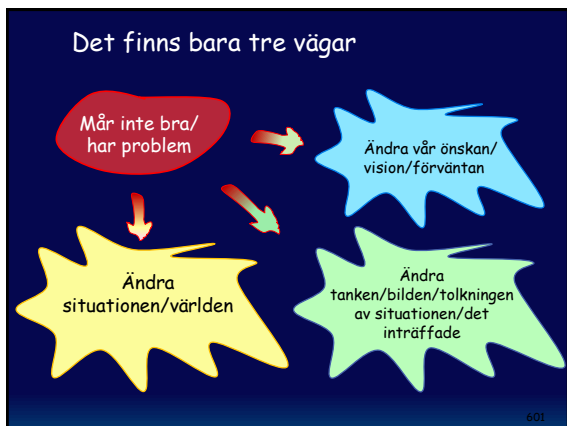 Det finns bara tre vägar
Mår inte bra/
har problem
Ändra vår önskan/
vision/förväntan
Ändra
situationen/världen
Ändra
tanken/bilden/tolkningen
av situationen/det
inträffade
601